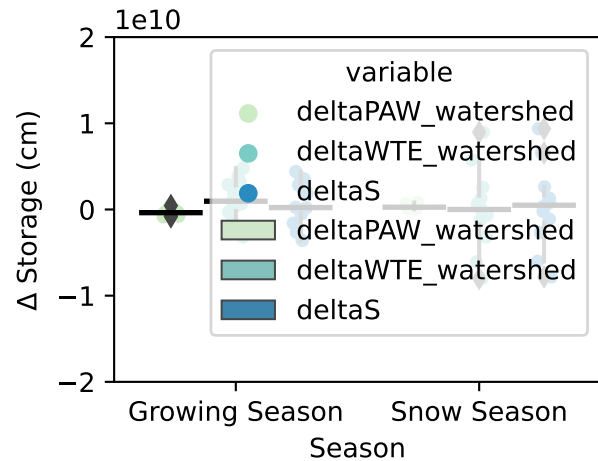 1e10
2
1
0
−1
−2
Δ Storage (cm)
variable
deltaPAW_watershed
deltaWTE_watershed
deltaS
deltaPAW_watershed
deltaWTE_watershed
deltaS
Growing Season
Snow Season
Season